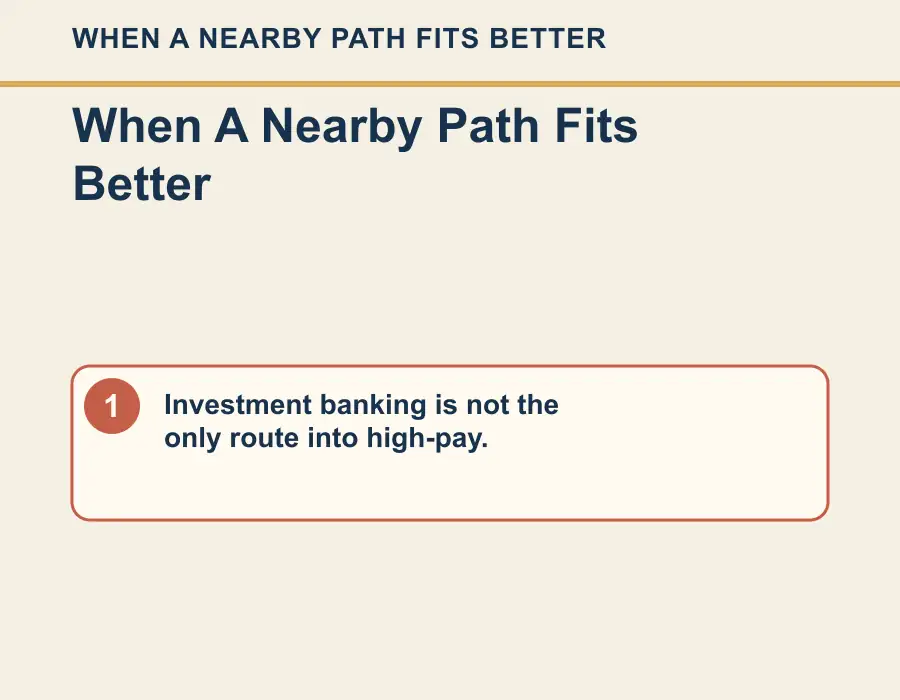 WHEN A NEARBY PATH FITS BETTER
When A Nearby Path Fits
Better
1
Investment banking is not the
only route into high-pay.